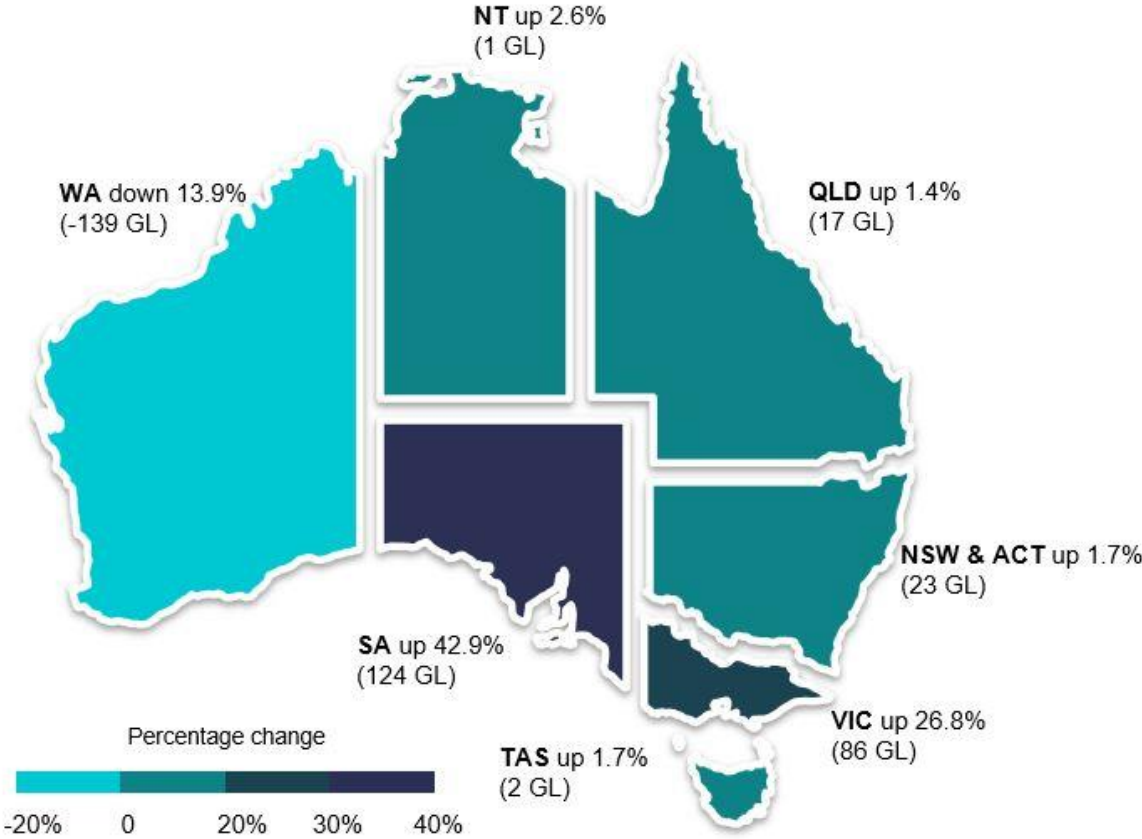 NT up 2.6%
(1 GL)
WA down 13.9%
(-139 GL)
QLD up 1.4%
(17 GL)
NSW & ACT up 1.7%
(23 GL)
SA up 42.9%
(124 GL)
VIC up 26.8%
(86 GL)
TAS up 1.7%
(2 GL)
Percentage change
-20% 0 20% 30% 40%